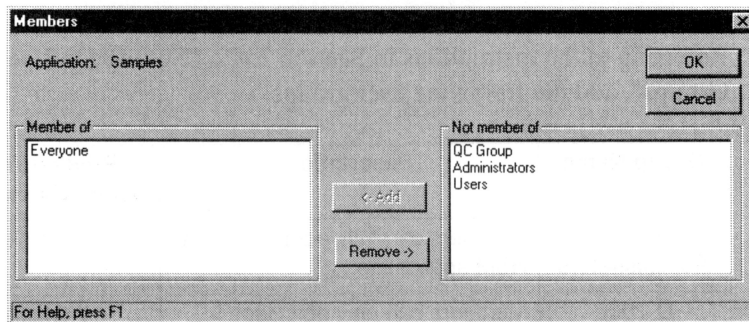 Members
Application: Samples
OK
Cancel
Member of
Everyone
<- Add
Remove ->
Not member of
QC Group
Administrators
Users
For Help, press F1